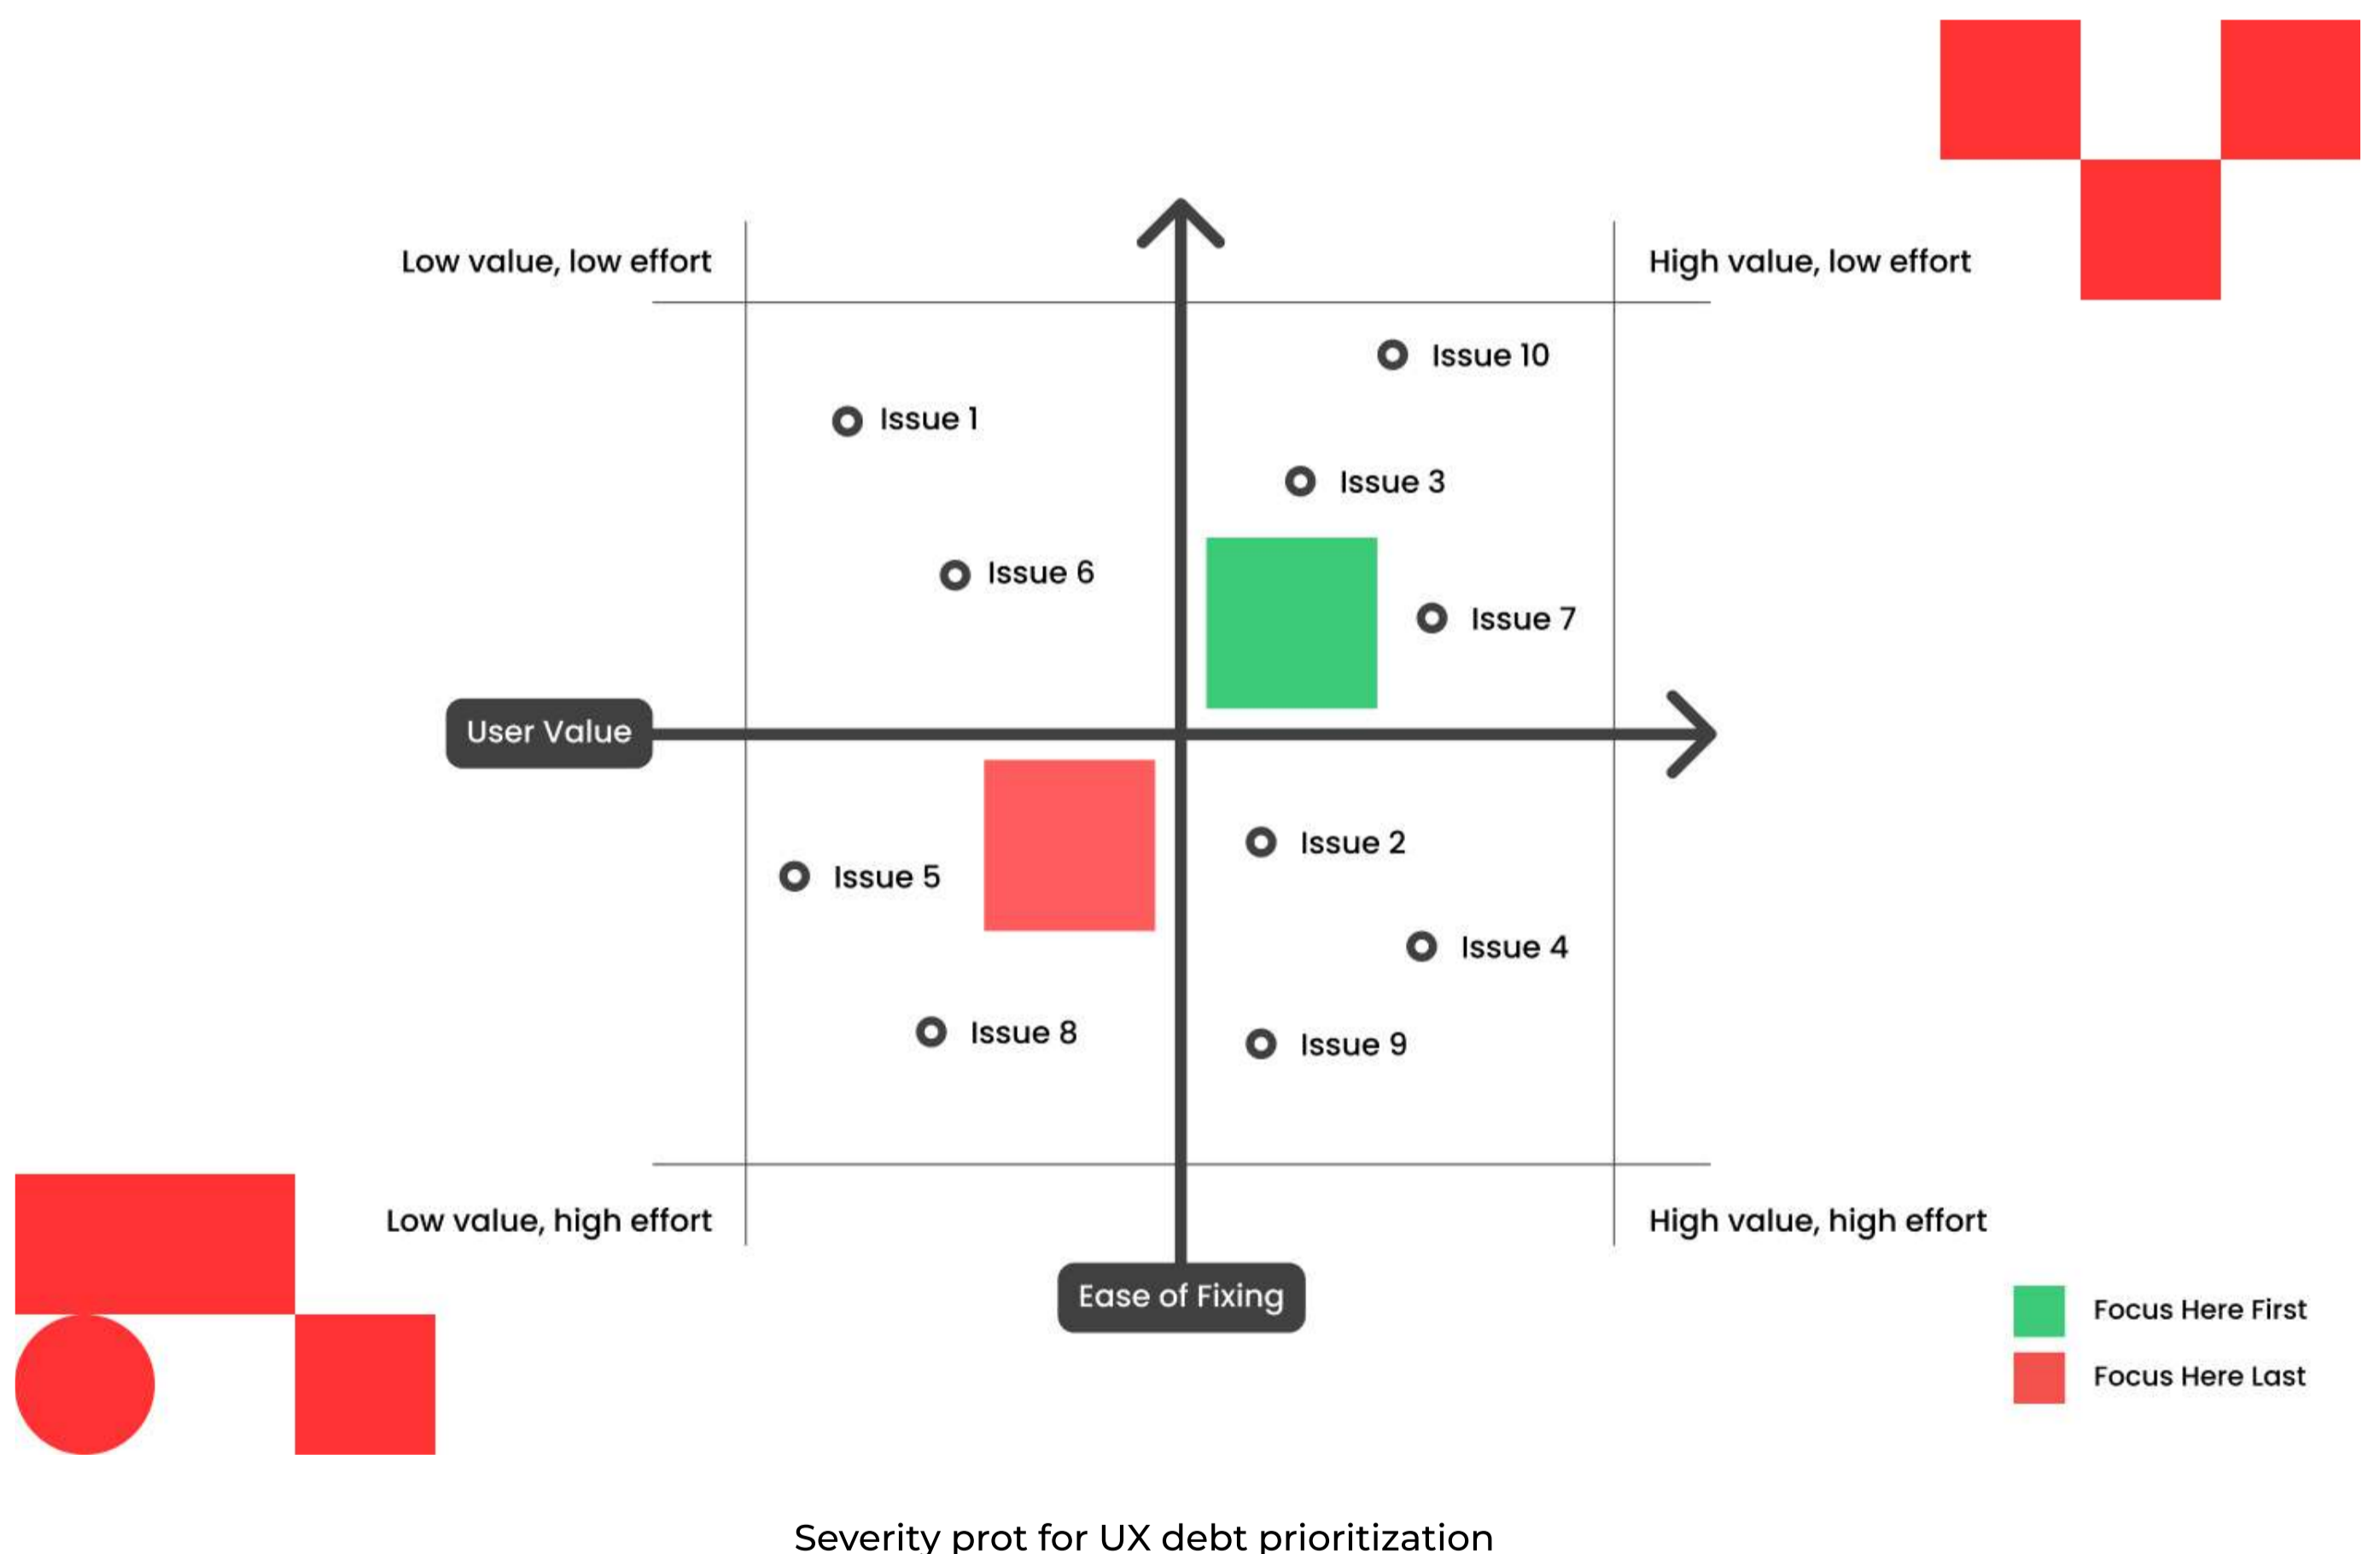 Low value, low effort
High value, low effort
Issue 10
Issue 1
Issue 3
Issue 6
Issue 7
User Value
Issue 2
Issue 5
Issue 4
Issue 8
Issue 9
Low value, high effort
High value, high effort
Ease of Fixing
Focus Here First
Focus Here Last
Severity prot for UX debt prioritization